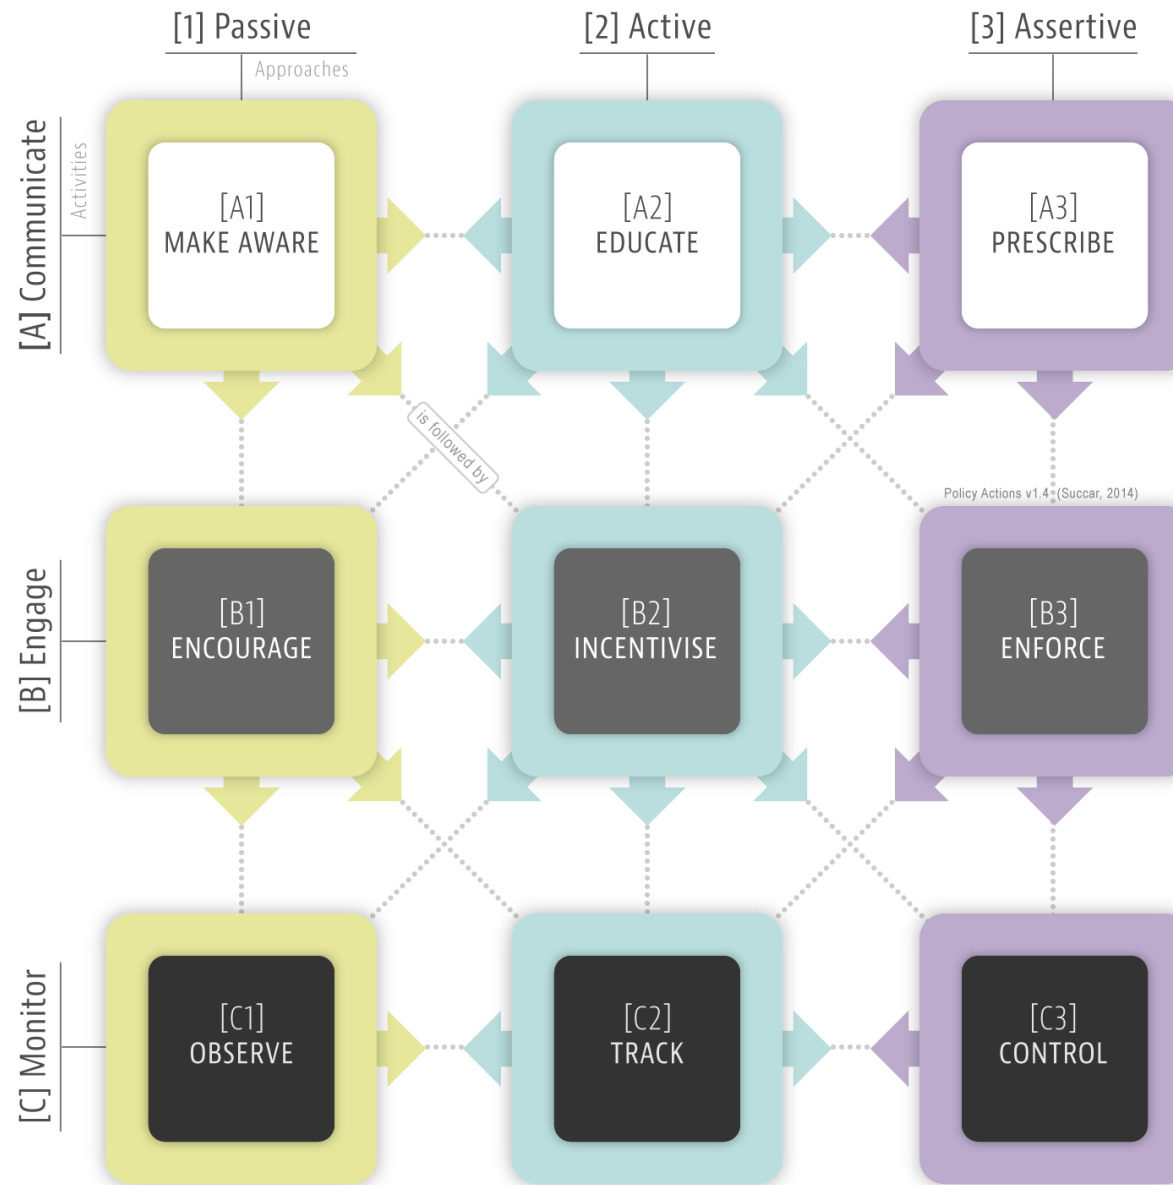 [1] Passive
[2] Active
[3] Assertive
Approaches
[A] Communicate
Activities
[A1]
MAKE AWARE
[A2]
EDUCATE
[A3]
PRESCRIBE
is followed by
Policy Actions v1.4 (Succar, 2014)
[B] Engage
[B1]
ENCOURAGE
[B2]
INCENTIVISE
[B3]
ENFORCE
[C] Monitor
[C1]
OBSERVE
[C2]
TRACK
[C3]
CONTROL